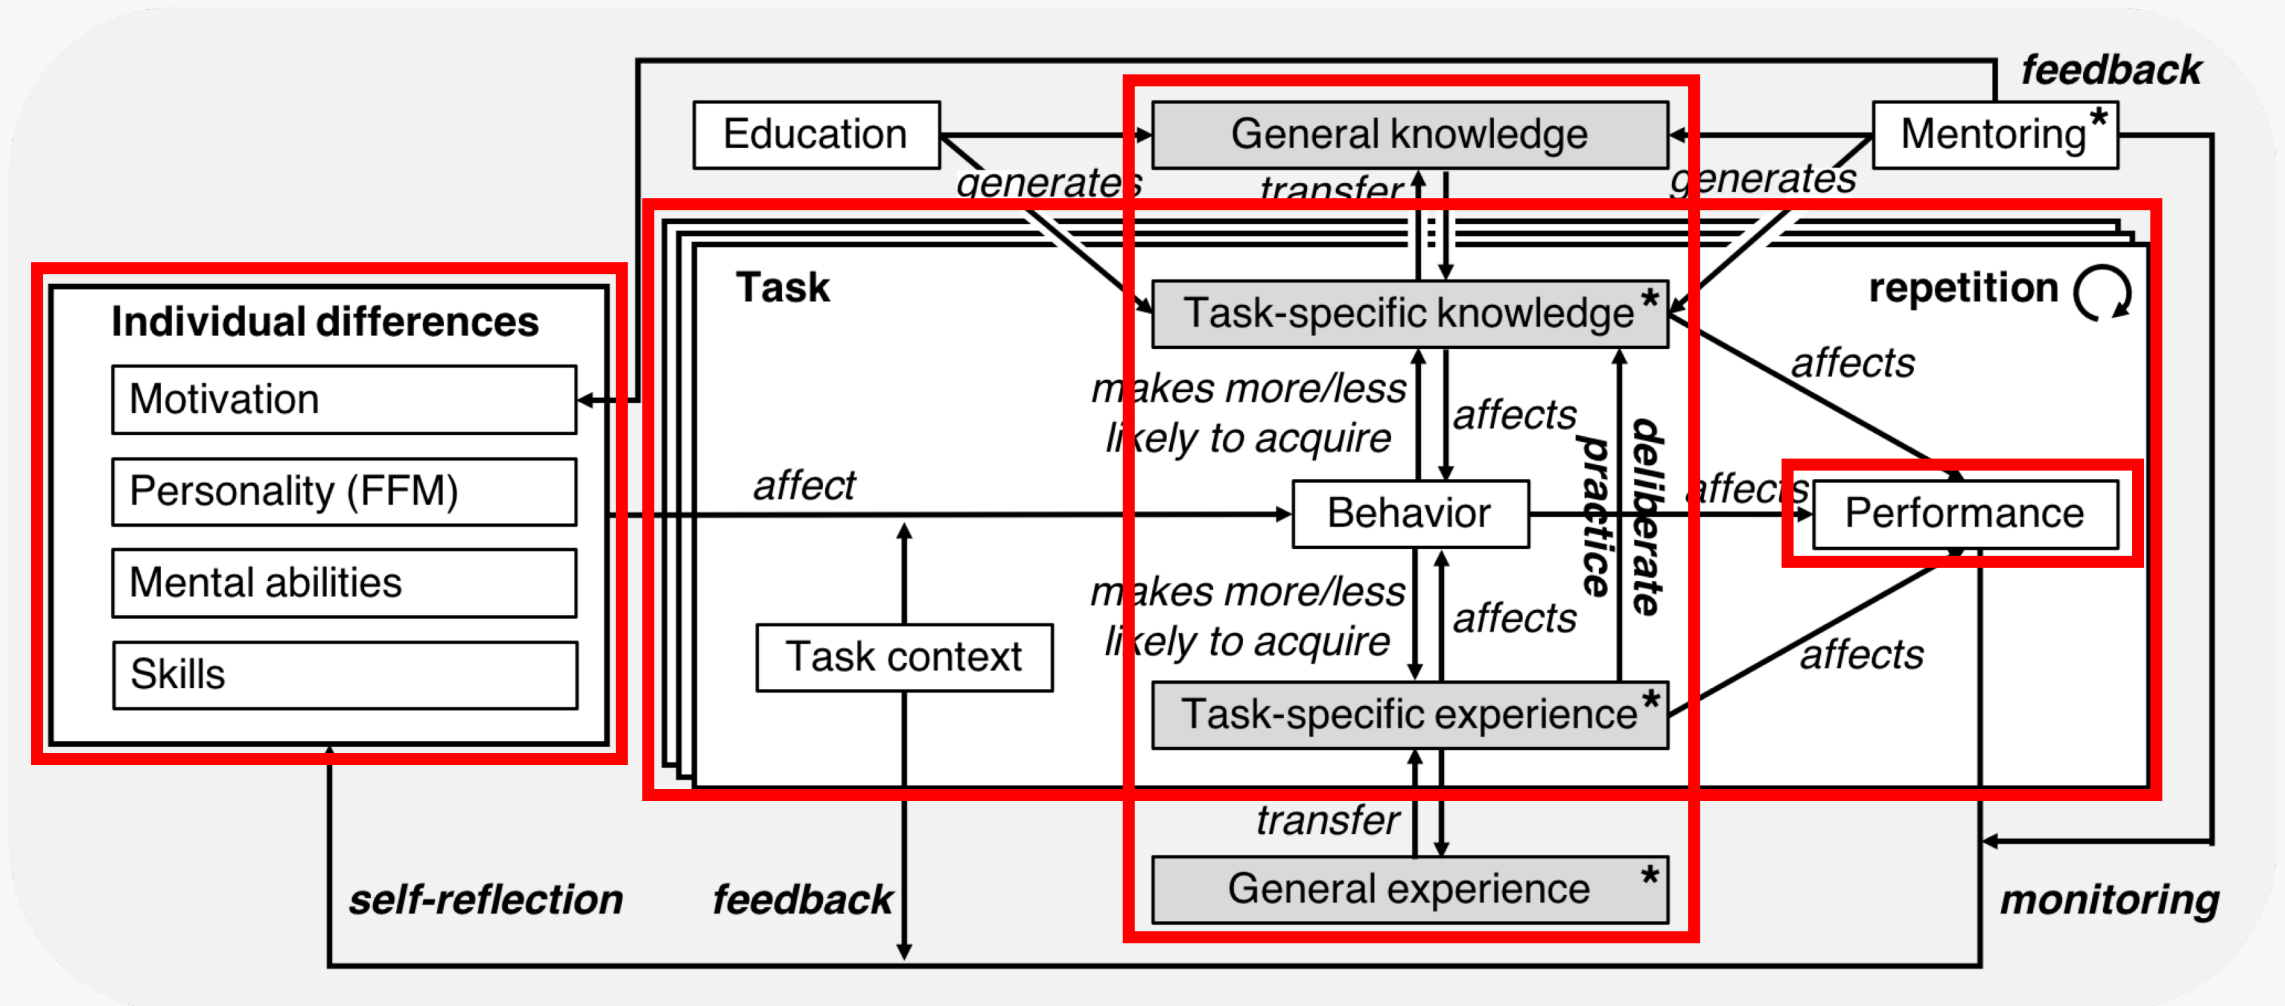 feedback
Education
General knowledge
Mentoring*
generates
transfer
generates
Task
repetition
Task-specific knowledge*
Individual differences
Motivation
Personality (FFM)
Mental abilities
Skills
makes more/less
likely to acquire
affects
affects
deliberate
practice
affect
Behavior
affects
Performance
makes more/less
likely to acquire
affects
affects
Task context
Task-specific experience*
transfer
General experience*
self-reflection
feedback
monitoring